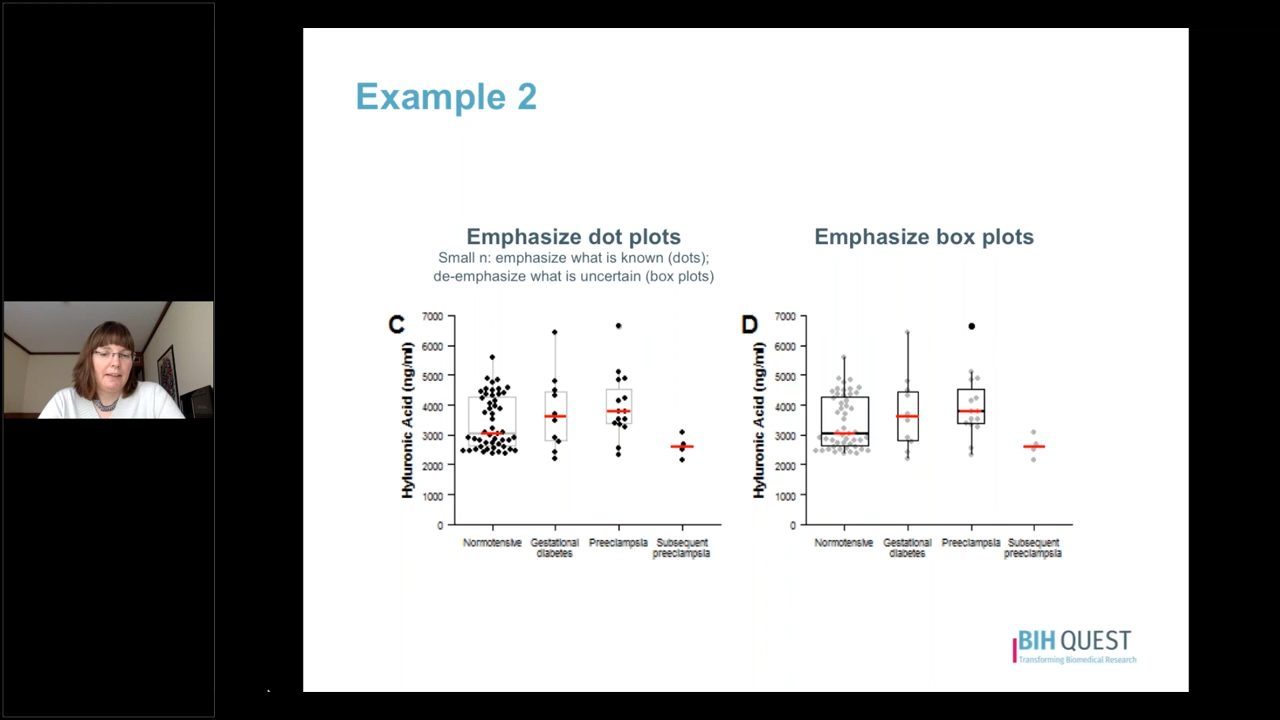 Example 2
Emphasize dot plots
Small n: emphasize what is known (dots);
de-emphasize what is uncertain (box plots)
Emphasize box plots
C
Hyluronic Acid (ng/ml)
7000
6000
5000
4000
3000
2000
1000
0
Normotensive
Gestational
diabetes
Preeclampsia
Subsequent
preeclampsia
D
Hyluronic Acid (ng/ml)
7000
6000
5000
4000
3000
2000
1000
0
Normotensive
Gestational
diabetes
Preeclampsia
Subsequent
preeclampsia
BIH QUEST
Transforming Biomedical Research